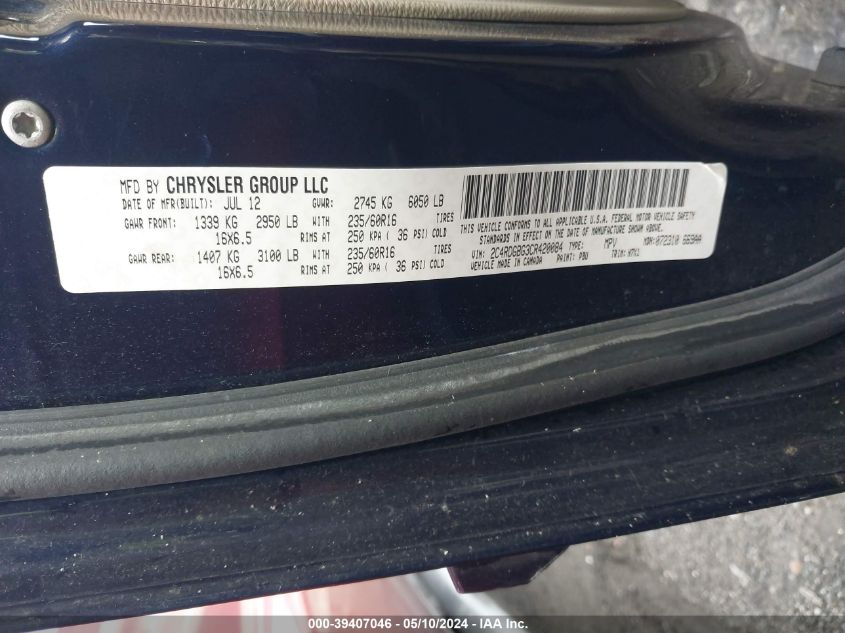 MFD BY CHRYSLER GROUP LLC
DATE OF MFR(BUILT): JUL 12 GVWR: 2745 KG 6050 LB
GAWR FRONT: 1339 KG 2950 LB WITH 235/60R16 TIRES
16X6.5 RIMS AT 250 KPA ( 36 PSI) COLD
GAWR REAR: 1407 KG 3100 LB WITH 235/60R16 TIRES
16X6.5 RIMS AT 250 KPA ( 36 PSI) COLD
THIS VEHICLE CONFORMS TO ALL APPLICABLE U.S.A. FEDERAL MOTOR VEHICLE SAFETY
STANDARDS IN EFFECT ON THE DATE OF MANUFACTURE SHOWN ABOVE.
VIN: 2C4RDGBG3CR420084 TYPE: MPV MDH: 072310 669AA
VEHICLE MADE IN CANADA PAINT: PBU TRIM:
000-39407046 - 05/10/2024 - IAA Inc.